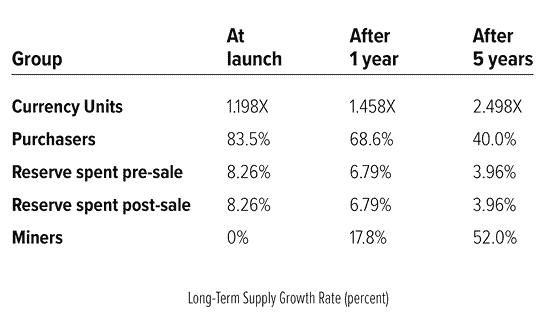 Group At launch After 1 year After 5 years
Currency Units 1.198X 1.458X 2.498X
Purchasers 83.5% 68.6% 40.0%
Reserve spent pre-sale 8.26% 6.79% 3.96%
Reserve spent post-sale 8.26% 6.79% 3.96%
Miners 0% 17.8% 52.0%
Long-Term Supply Growth Rate (percent)